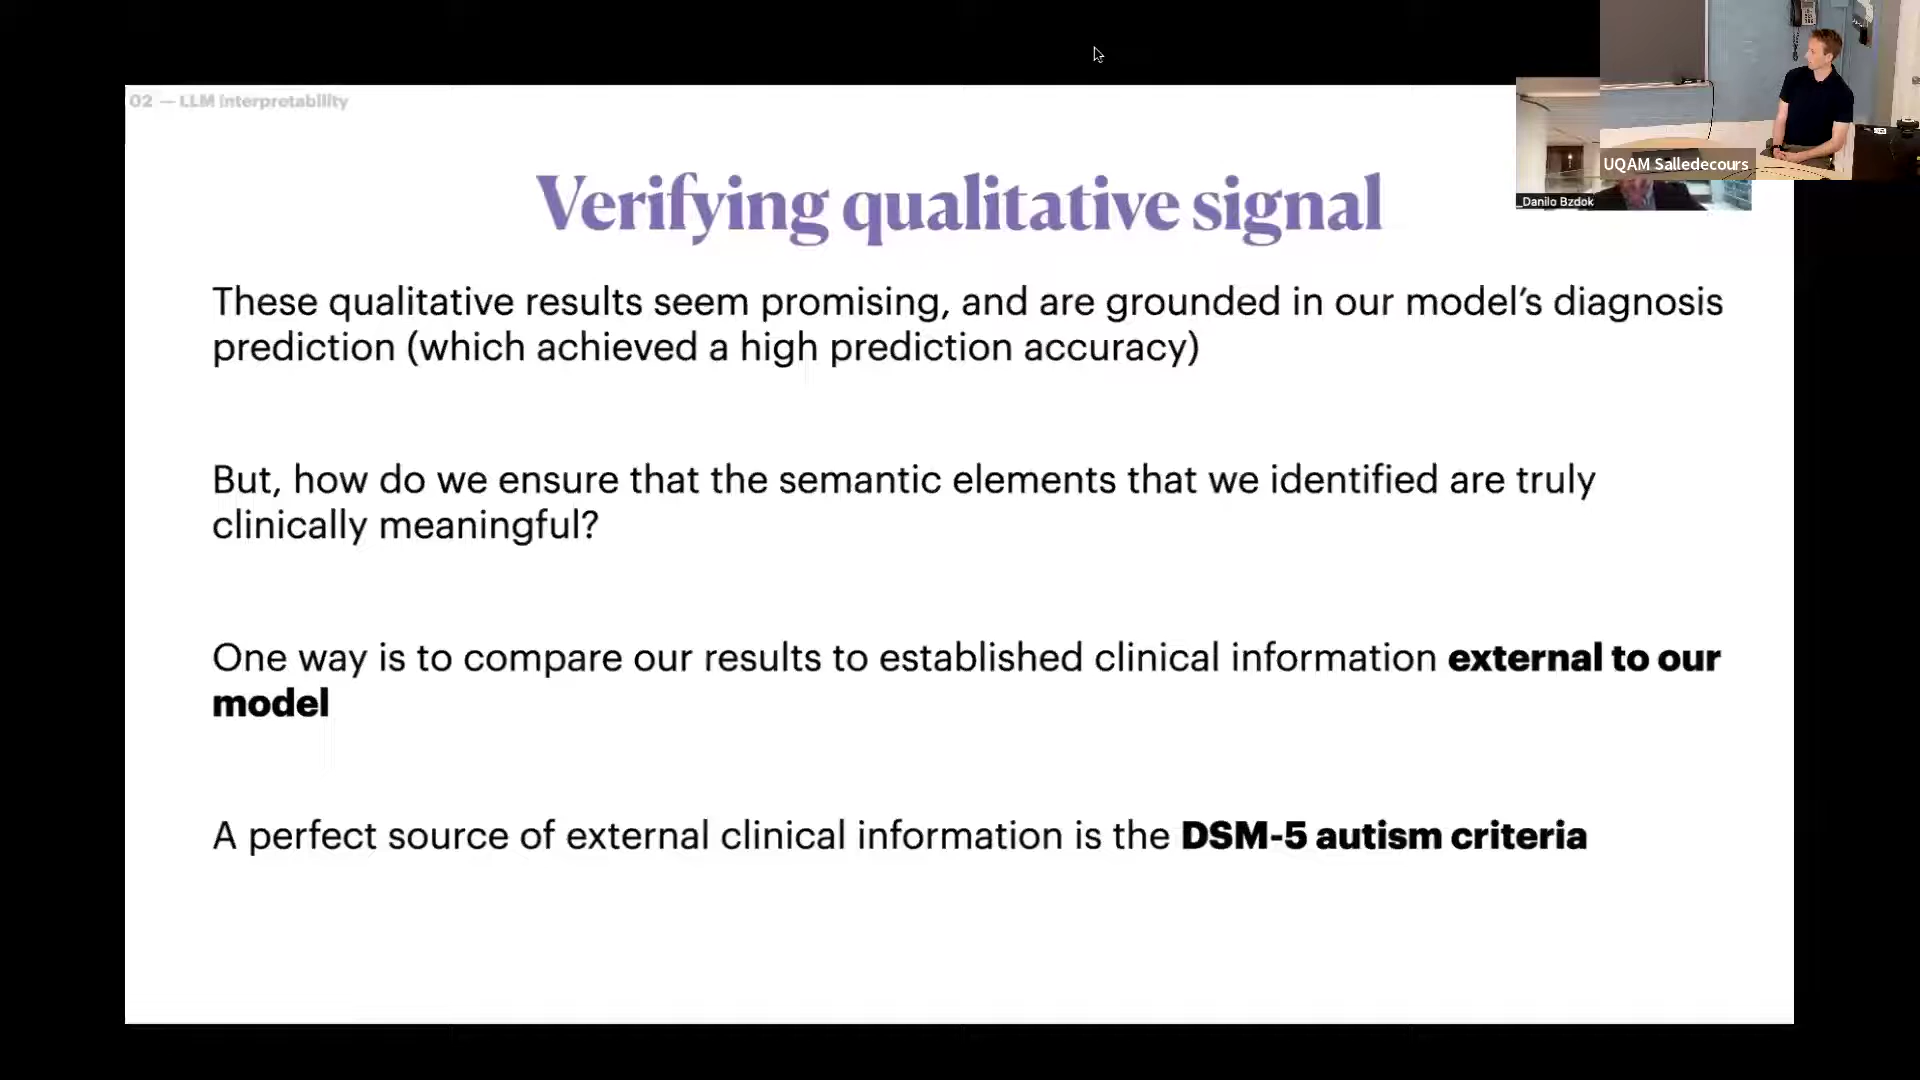 02 — LLM interpretability
UQAM Salledecours
_Danilo Bzdok
Verifying qualitative signal
These qualitative results seem promising, and are grounded in our model’s diagnosis
prediction (which achieved a high prediction accuracy)
But, how do we ensure that the semantic elements that we identified are truly
clinically meaningful?
One way is to compare our results to established clinical information external to our
model
A perfect source of external clinical information is the DSM-5 autism criteria